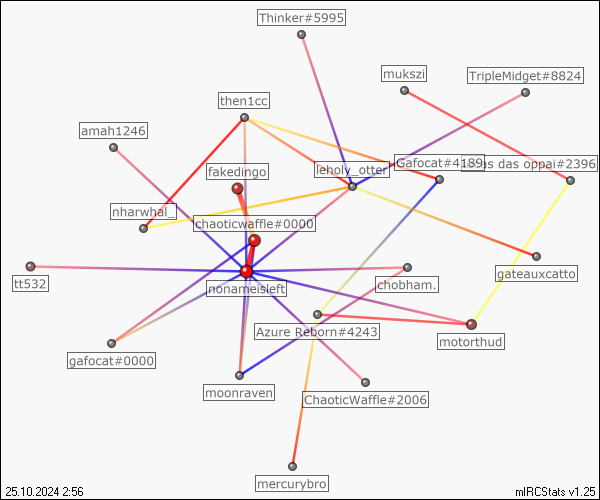 Thinker#5995
mukszi
TripleMidget#8824
then1cc
amah1246
fakedingo
leholy_otter
Gafocat#4189
das oppai#2396
nharwhal_
chaoticwaffle#0000
tt532
nonameisleft
chobham.
gateauxcatto
Azure Reborn#4243
motorthud
gafocat#0000
moonraven
ChaoticWaffle#2006
mercurybro
25.10.2024 2:56
mIRCStats v1.25